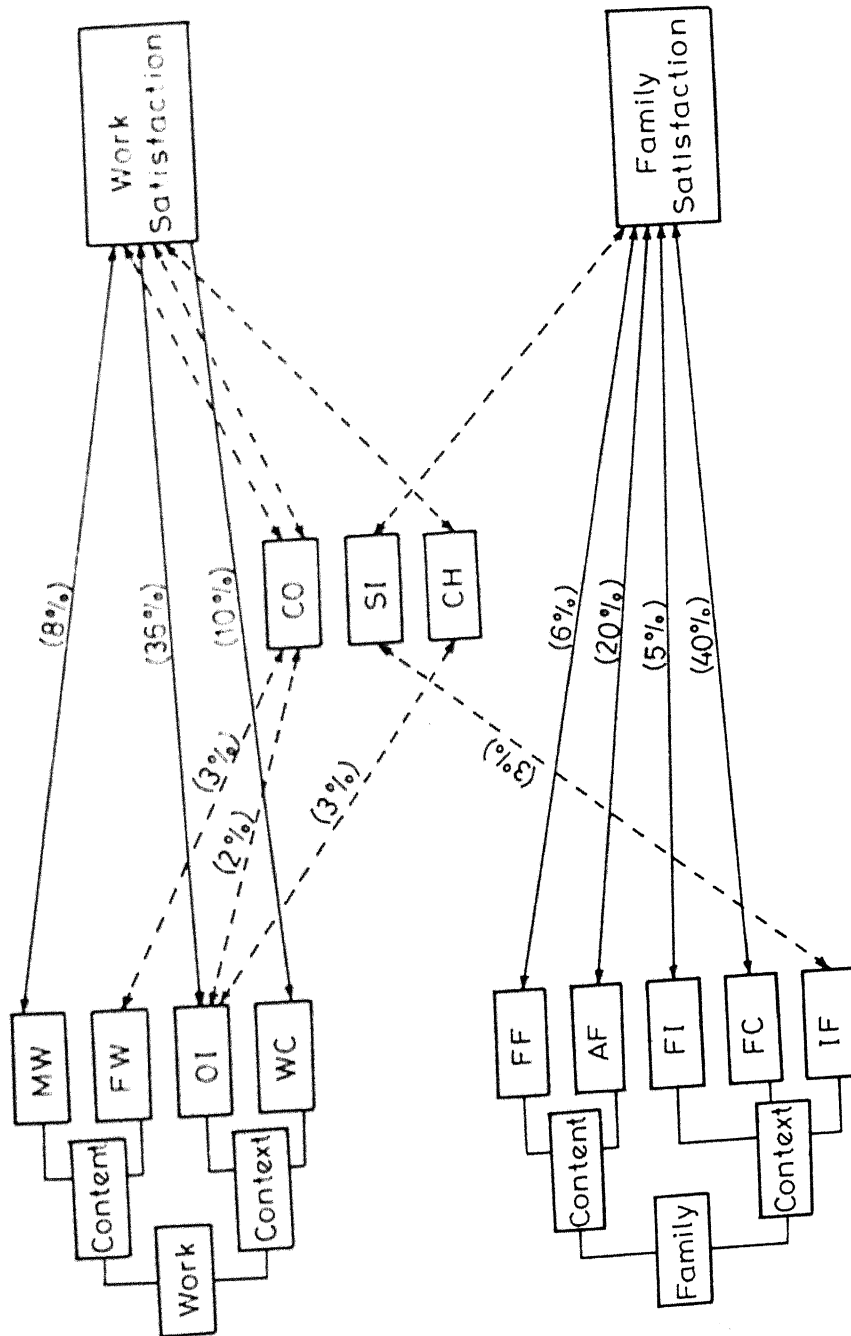 Work
Content
Context
MW
FW
OI
WC
(8%)
(36%)
(10%)
(3%)
(2%)
(3%)
CO
SI
CH
Work
Satisfaction
Family
Content
Context
FF
AF
FI
FC
IF
(6%)
(20%)
(5%)
(40%)
(3%)
Family
Satisfaction